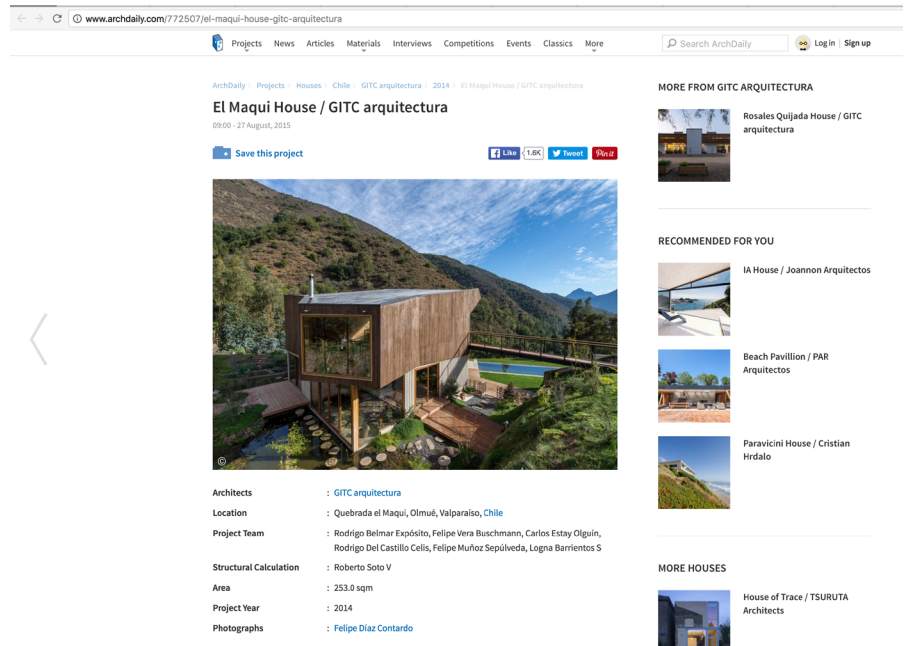 www.archdaily.com/772507/el-maqui-house-gitc-arquitectura
Projects News Articles Materials Interviews Competitions Events Classics More
Search ArchDaily
Log in | Sign up
ArchDaily > Projects > Houses > Chile > GITC arquitectura > 2014 > El Maqui House / GITC arquitectura
El Maqui House / GITC arquitectura
09:00 - 27 August, 2015
Save this project
Like 1.6K Tweet Pin it
©
Architects : GITC arquitectura
Location : Quebrada el Maqui, Olmué, Valparaíso, Chile
Project Team : Rodrigo Belmar Expósito, Felipe Vera Buschmann, Carlos Estay Olguín,
Rodrigo Del Castillo Celis, Felipe Muñoz Sepúlveda, Logna Barrientos S
Structural Calculation : Roberto Soto V
Area : 253.0 sqm
Project Year : 2014
Photographs : Felipe Díaz Contardo
MORE FROM GITC ARQUITECTURA
Rosales Quijada House / GITC
arquitectura
RECOMMENDED FOR YOU
IA House / Joannon Arquitectos
Beach Pavillion / PAR
Arquitectos
Paravicini House / Cristian
Hrdalo
MORE HOUSES
House of Trace / TSURUTA
Architects